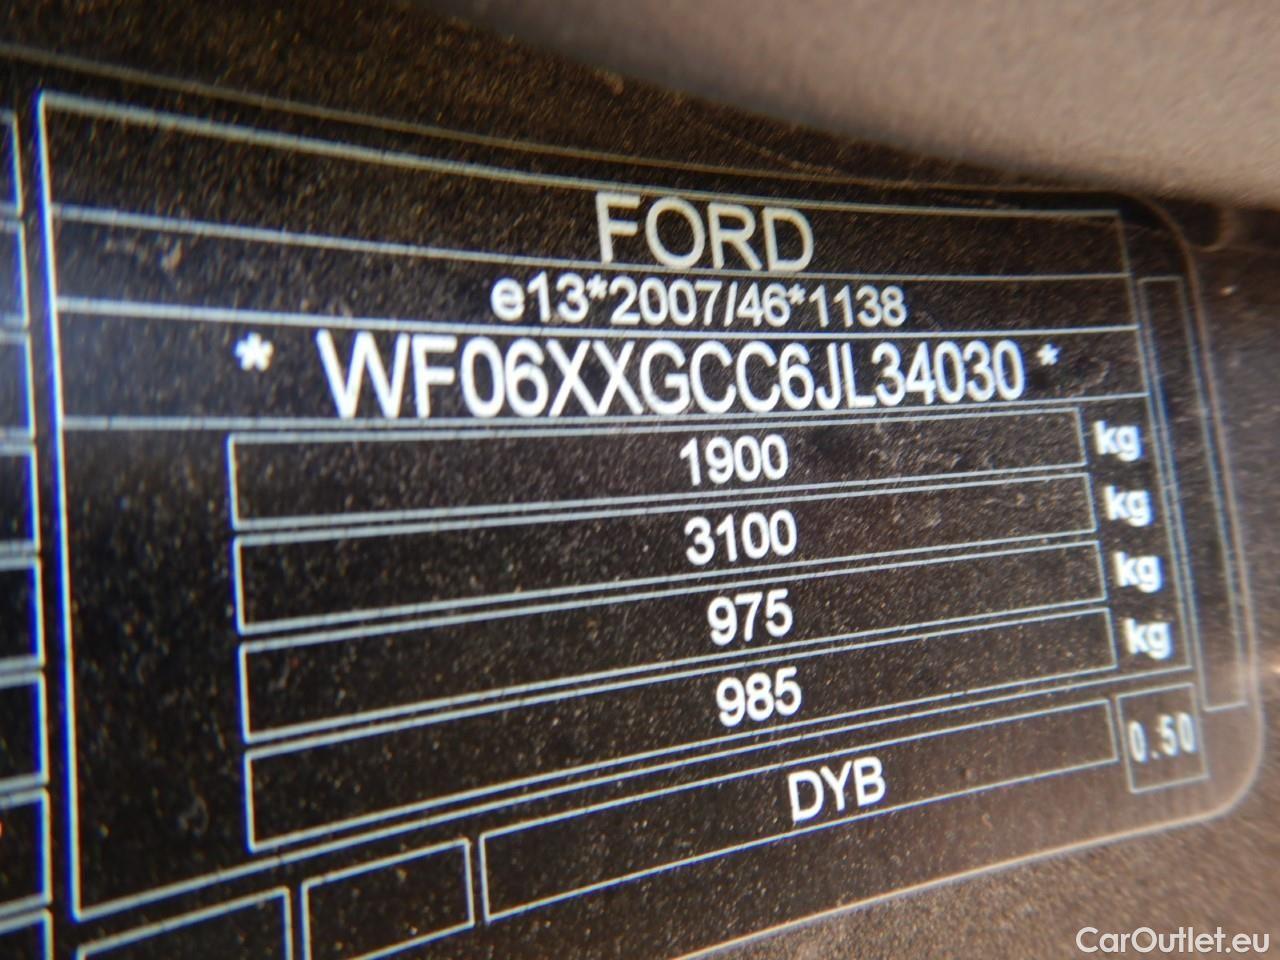 FORD
e13*2007/46*1138
* WF06XXGCC6JL34030 *
1900 kg
3100 kg
975 kg
985 kg
DYB 0.50
CarOutlet.eu